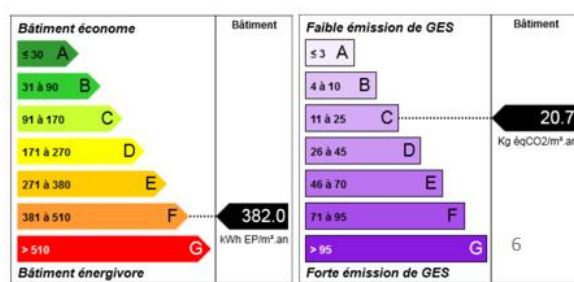 Bâtiment économe
Bâtiment
≤ 30 A
31 à 90 B
91 à 170 C
171 à 270 D
271 à 380 E
381 à 510 F
382.0
kWh EP/m².an
> 510 G
Bâtiment énergivore
Faible émission de GES
Bâtiment
≤ 3 A
4 à 10 B
11 à 25 C
20.7
Kg éqCO2/m².an
26 à 45 D
46 à 70 E
71 à 95 F
> 95 G
6
Forte émission de GES